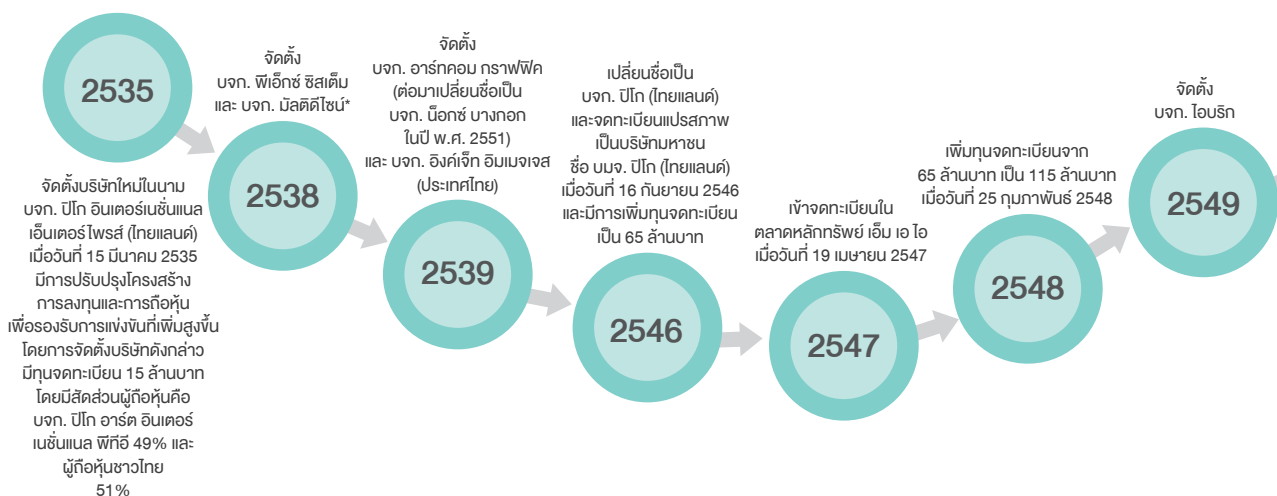 2535
จัดตั้งบริษัทใหม่ในนาม
บจก. ปิโก อินเตอร์เนชั่นแนล
เอ็นเตอร์ไพรส์ (ไทยแลนด์)
เมื่อวันที่ 15 มีนาคม 2535
มีการปรับปรุงโครงสร้าง
การลงทุนและการถือหุ้น
เพื่อรองรับการแข่งขันที่เพิ่มสูงขึ้น
โดยการจัดตั้งบริษัทดังกล่าว
มีทุนจดทะเบียน 15 ล้านบาท
โดยมีสัดส่วนผู้ถือหุ้นคือ
บจก. ปิโก อาร์ต อินเตอร์
เนชั่นแนล พีทีอี 49% และ
ผู้ถือหุ้นชาวไทย
51%
จัดตั้ง
บจก. พีเอ็กซ์ ซิสเต็ม
และ บจก. มัลติดีไซน์*
2538
จัดตั้ง
บจก. อาร์ทคอม กราฟฟิค
(ต่อมาเปลี่ยนชื่อเป็น
บจก. น็อกซ์ บางกอก
ในปี พ.ศ. 2551)
และ บจก. อิงค์เจ็ท อิมเมจเจส
(ประเทศไทย)
2539
เปลี่ยนชื่อเป็น
บจก. ปิโก (ไทยแลนด์)
และจดทะเบียนแปรสภาพ
เป็นบริษัทมหาชน
ชื่อ บมจ. ปิโก (ไทยแลนด์)
เมื่อวันที่ 16 กันยายน 2546
และมีการเพิ่มทุนจดทะเบียน
เป็น 65 ล้านบาท
2546
เข้าจดทะเบียนใน
ตลาดหลักทรัพย์ เอ็ม เอ ไอ
เมื่อวันที่ 19 เมษายน 2547
2547
เพิ่มทุนจดทะเบียนจาก
65 ล้านบาท เป็น 115 ล้านบาท
เมื่อวันที่ 25 กุมภาพันธ์ 2548
2548
จัดตั้ง
บจก. ไอบริก
2549